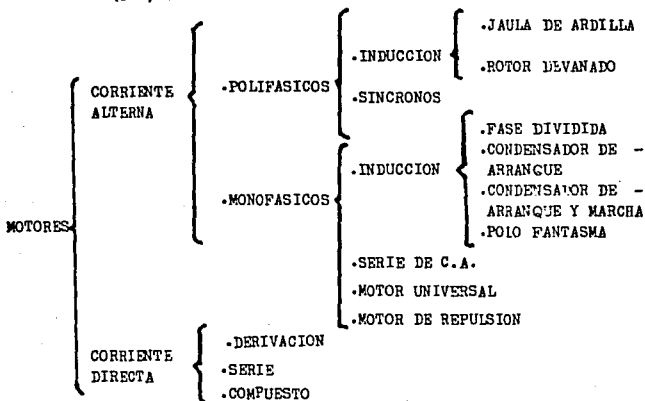 .JAULA DE ARDILLA
.INDUCCION
.ROTOR DEVANADO
CORRIENTE
ALTERNA
.POLIFASICOS
.SINCRONOS
.FASE DIVIDIDA
.CONDENSADOR DE -
ARRANQUE
.INDUCCION
.CONDENSADOR DE -
ARRANQUE Y MARCHA
.MONOFASICOS
.POLO FANTASMA
MOTORES
.SERIE DE C.A.
.MOTOR UNIVERSAL
.MOTOR DE REPULSION
.DERIVACION
CORRIENTE
DIRECTA
.SERIE
.COMPUESTO